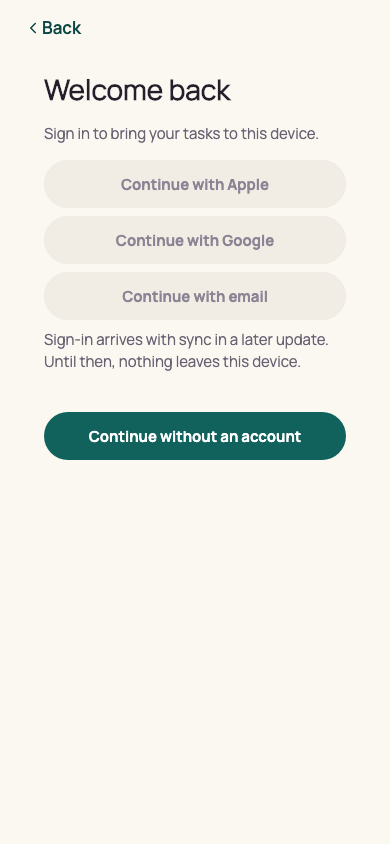 Back
Welcome back
Sign in to bring your tasks to this device.
Continue with Apple
Continue with Google
Continue with email
Sign-in arrives with sync in a later update.
Until then, nothing leaves this device.
Continue without an account